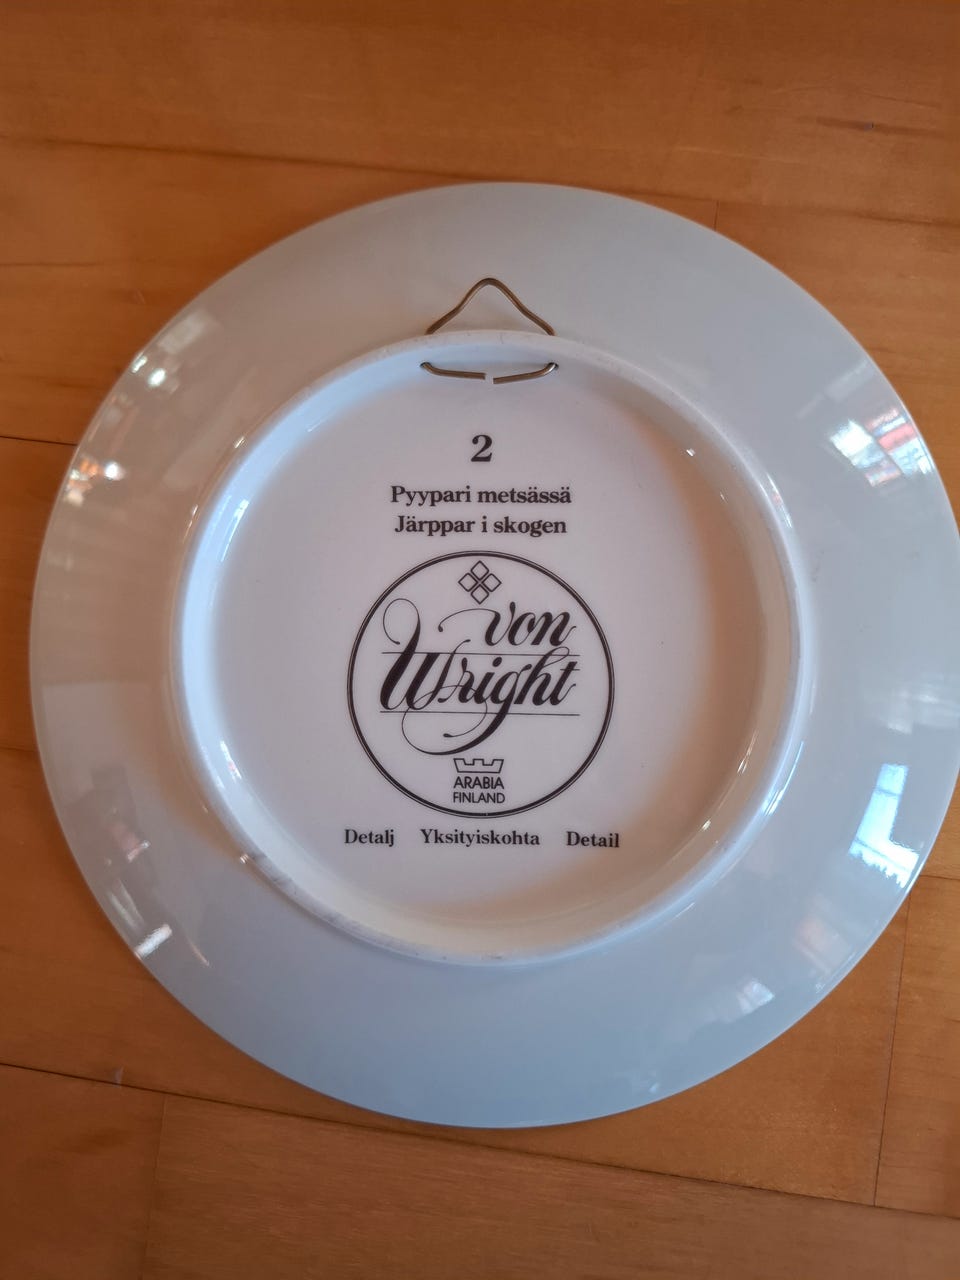 2
Pyypari metsässä
Järppar i skogen
von
Wright
ARABIA
FINLAND
Detalj Yksityiskohta Detail